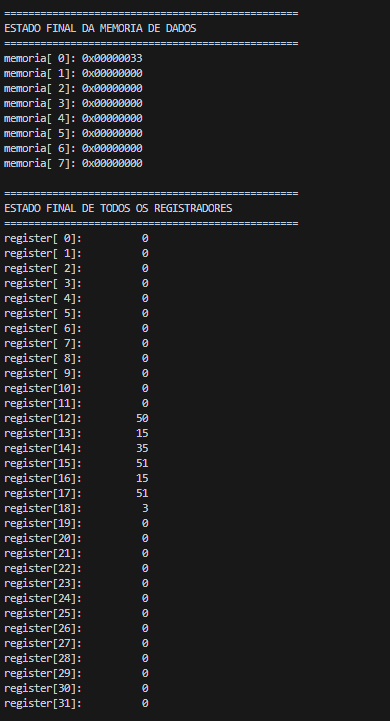 =================================================
ESTADO FINAL DA MEMORIA DE DADOS
=================================================
memoria[ 0]: 0x00000033
memoria[ 1]: 0x00000000
memoria[ 2]: 0x00000000
memoria[ 3]: 0x00000000
memoria[ 4]: 0x00000000
memoria[ 5]: 0x00000000
memoria[ 6]: 0x00000000
memoria[ 7]: 0x00000000
=================================================
ESTADO FINAL DE TODOS OS REGISTRADORES
=================================================
register[ 0]:          0
register[ 1]:          0
register[ 2]:          0
register[ 3]:          0
register[ 4]:          0
register[ 5]:          0
register[ 6]:          0
register[ 7]:          0
register[ 8]:          0
register[ 9]:          0
register[10]:          0
register[11]:          0
register[12]:         50
register[13]:         15
register[14]:         35
register[15]:         51
register[16]:         15
register[17]:         51
register[18]:          3
register[19]:          0
register[20]:          0
register[21]:          0
register[22]:          0
register[23]:          0
register[24]:          0
register[25]:          0
register[26]:          0
register[27]:          0
register[28]:          0
register[29]:          0
register[30]:          0
register[31]:          0